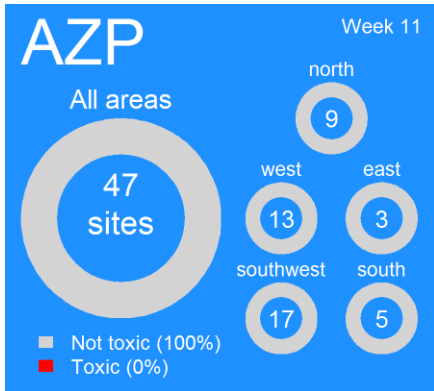 AZP
Week 11
All areas
47
sites
north
9
west
east
13
3
southwest
south
17
5
Not toxic (100%)
Toxic (0%)